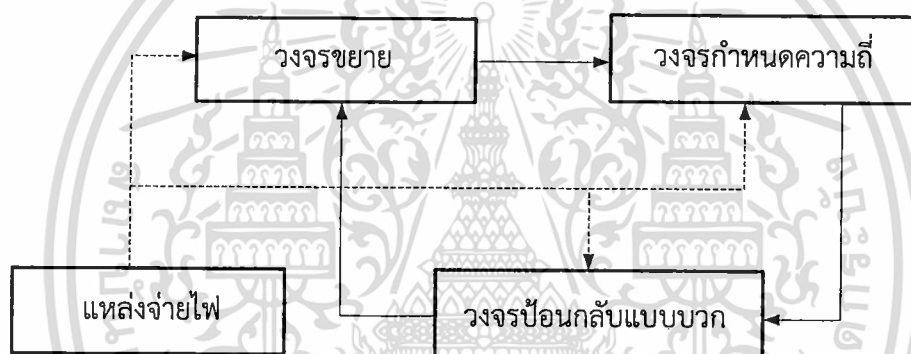 วงจรขยาย
วงจรกำหนดความถี่
แหล่งจ่ายไฟ
วงจรป้อนกลับแบบบวก